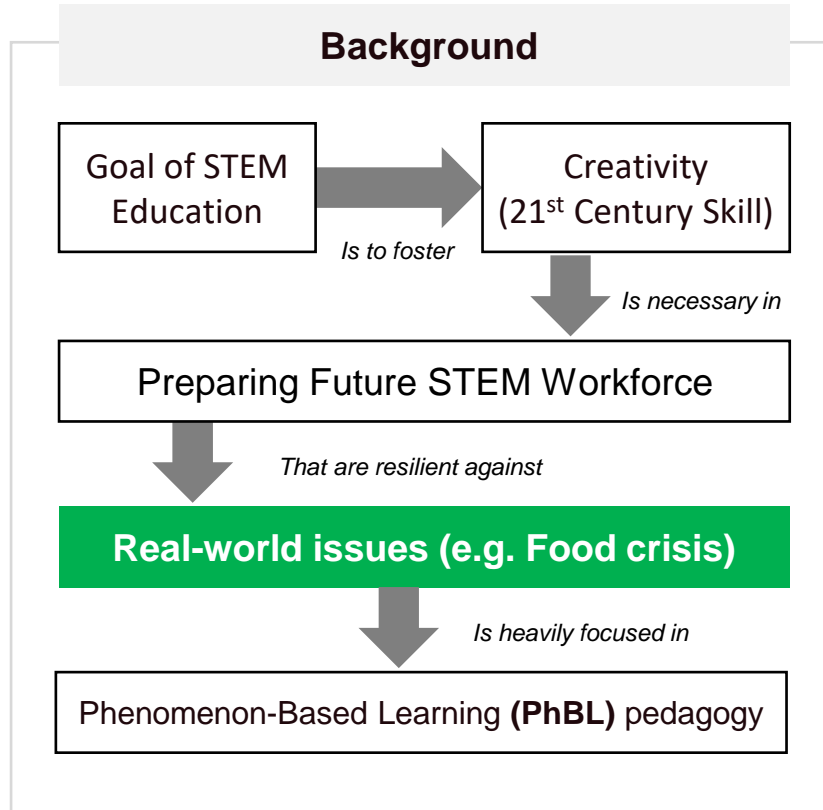 Background
Goal of STEM
Education
Is to foster
Creativity
(21st Century Skill)
Is necessary in
Preparing Future STEM Workforce
That are resilient against
Real-world issues (e.g. Food crisis)
Is heavily focused in
Phenomenon-Based Learning (PhBL) pedagogy